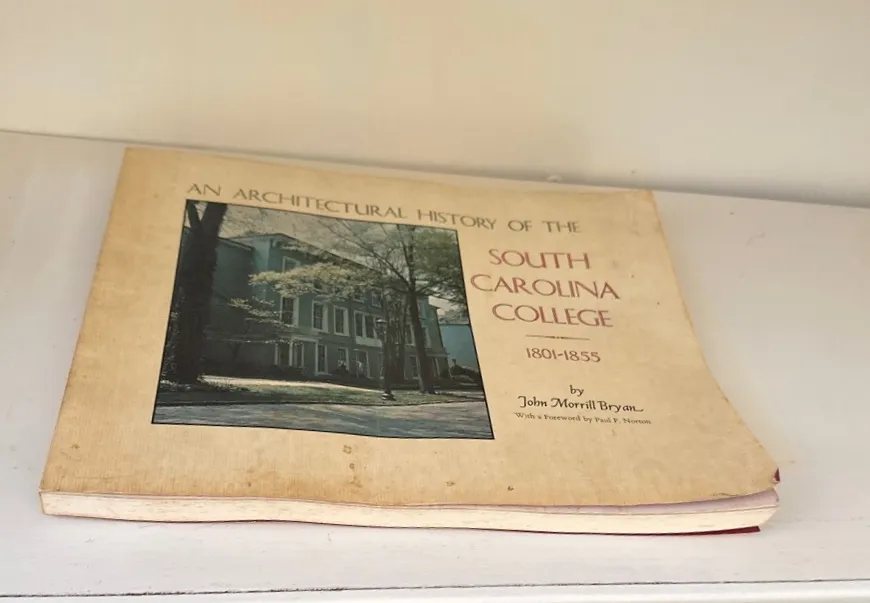 AN ARCHITECTURAL HISTORY OF THE
SOUTH
CAROLINA
COLLEGE
1801-1855
by
John Morrill Bryan
With a Foreword by Paul F. Norton